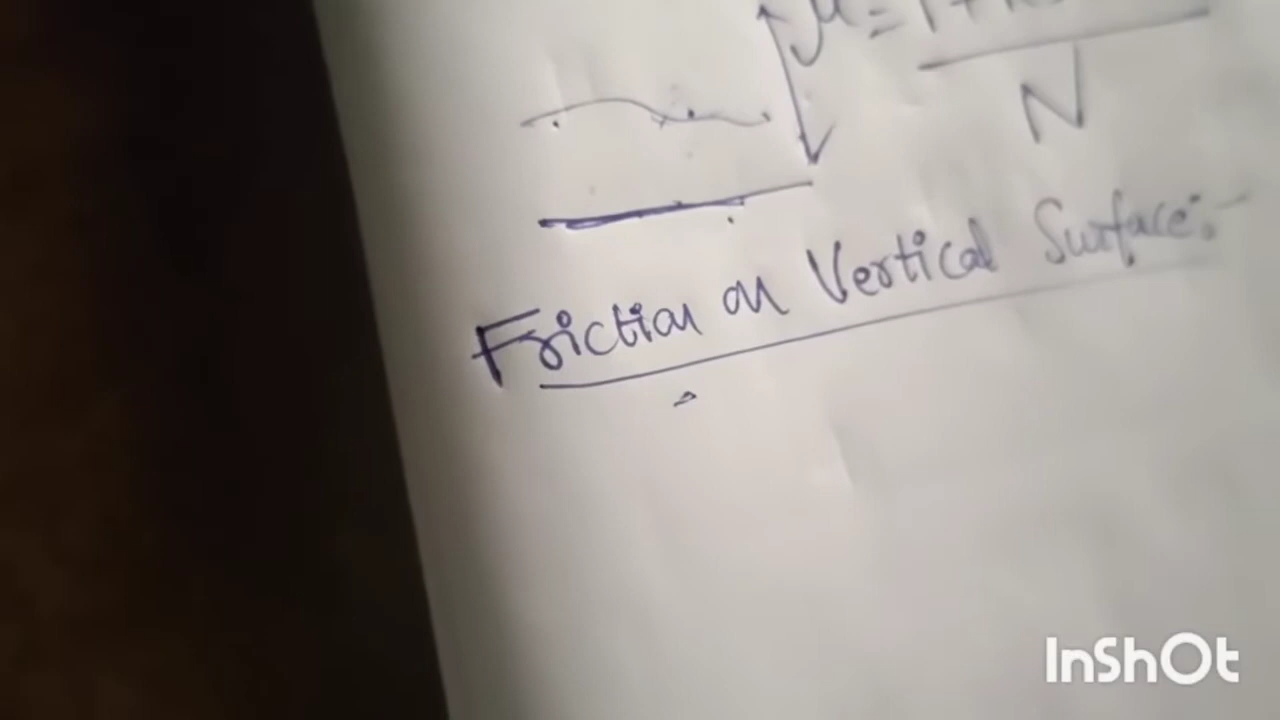 μ =
N
Friction on Vertical Surface:-
InShOt